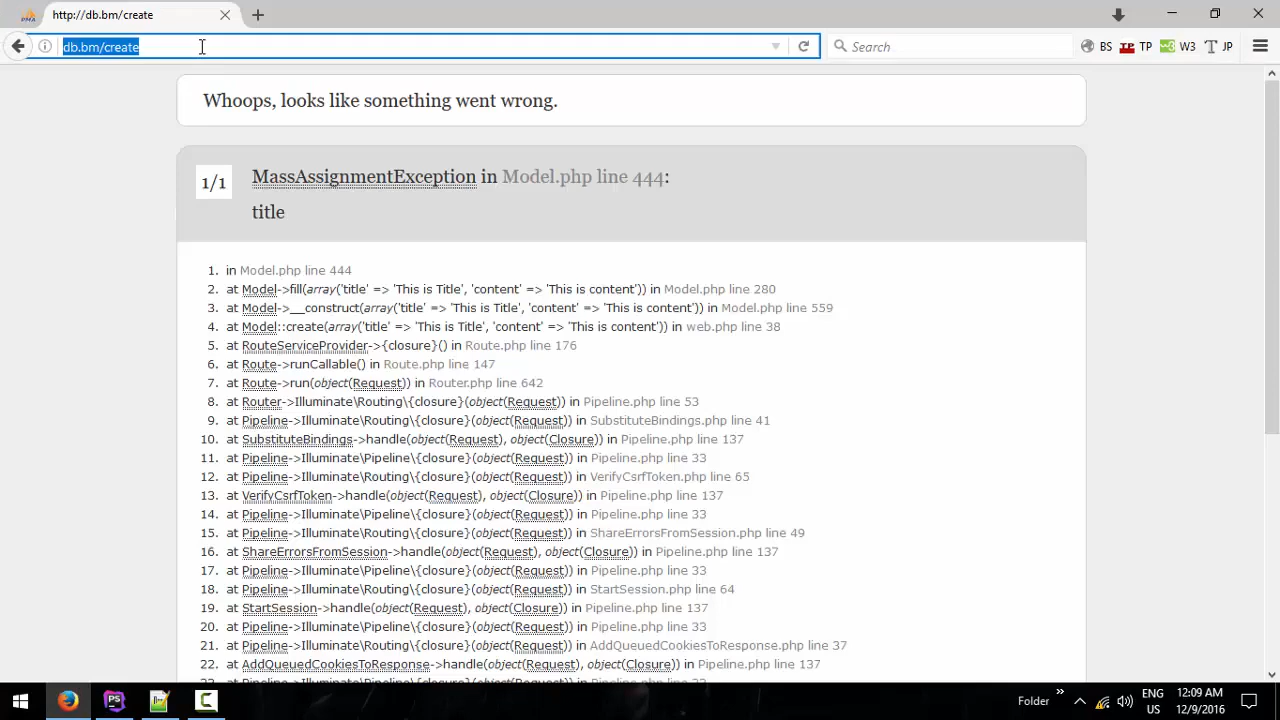 PMA http://db.bm/create
db.bm/create
Search
BS TP TP W3 JP
Whoops, looks like something went wrong.
1/1
MassAssignmentException in Model.php line 444:
title
1. in Model.php line 444
2. at Model->fill(array('title' => 'This is Title', 'content' => 'This is content')) in Model.php line 280
3. at Model->__construct(array('title' => 'This is Title', 'content' => 'This is content')) in Model.php line 559
4. at Model::create(array('title' => 'This is Title', 'content' => 'This is content')) in web.php line 38
5. at RouteServiceProvider->{closure}() in Route.php line 176
6. at Route->runCallable() in Route.php line 147
7. at Route->run(object(Request)) in Router.php line 642
8. at Router->Illuminate\Routing\{closure}(object(Request)) in Pipeline.php line 53
9. at Pipeline->Illuminate\Routing\{closure}(object(Request)) in SubstituteBindings.php line 41
10. at SubstituteBindings->handle(object(Request), object(Closure)) in Pipeline.php line 137
11. at Pipeline->Illuminate\Pipeline\{closure}(object(Request)) in Pipeline.php line 33
12. at Pipeline->Illuminate\Routing\{closure}(object(Request)) in VerifyCsrfToken.php line 65
13. at VerifyCsrfToken->handle(object(Request), object(Closure)) in Pipeline.php line 137
14. at Pipeline->Illuminate\Pipeline\{closure}(object(Request)) in Pipeline.php line 33
15. at Pipeline->Illuminate\Routing\{closure}(object(Request)) in ShareErrorsFromSession.php line 49
16. at ShareErrorsFromSession->handle(object(Request), object(Closure)) in Pipeline.php line 137
17. at Pipeline->Illuminate\Pipeline\{closure}(object(Request)) in Pipeline.php line 33
18. at Pipeline->Illuminate\Routing\{closure}(object(Request)) in StartSession.php line 64
19. at StartSession->handle(object(Request), object(Closure)) in Pipeline.php line 137
20. at Pipeline->Illuminate\Pipeline\{closure}(object(Request)) in Pipeline.php line 33
21. at Pipeline->Illuminate\Routing\{closure}(object(Request)) in AddQueuedCookiesToResponse.php line 37
22. at AddQueuedCookiesToResponse->handle(object(Request), object(Closure)) in Pipeline.php line 137
Folder
ENG
US
12:09 AM
12/9/2016